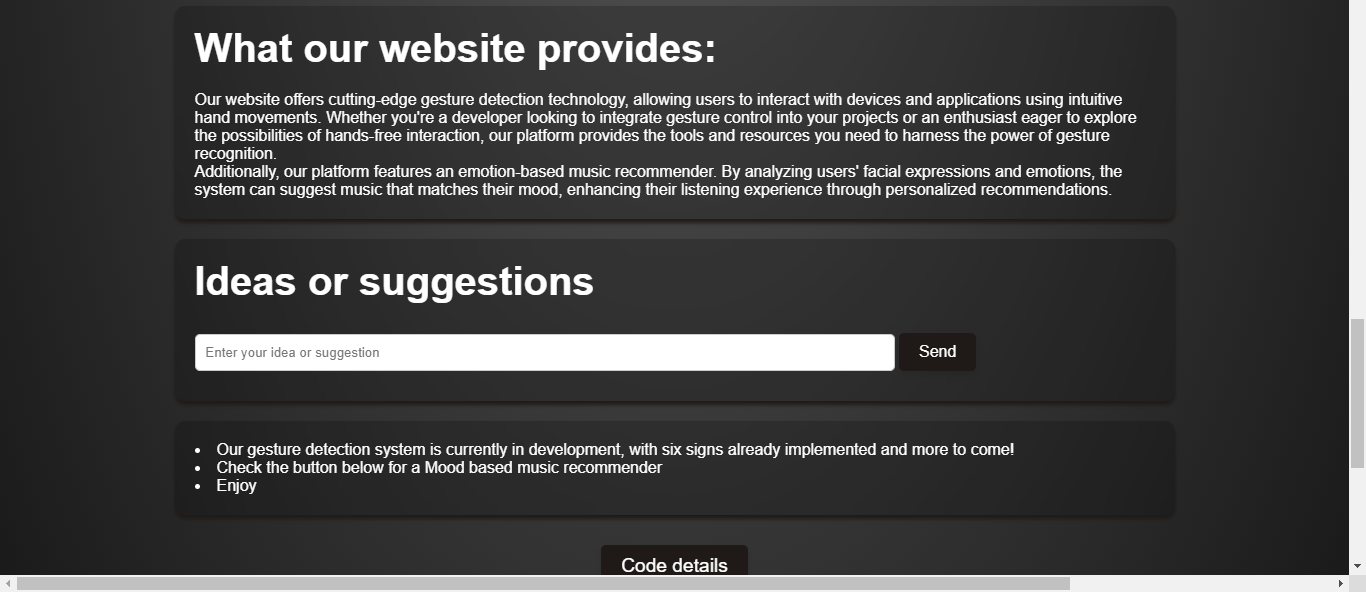 What our website provides:
Our website offers cutting-edge gesture detection technology, allowing users to interact with devices and applications using intuitive
hand movements. Whether you're a developer looking to integrate gesture control into your projects or an enthusiast eager to explore
the possibilities of hands-free interaction, our platform provides the tools and resources you need to harness the power of gesture
recognition.
Additionally, our platform features an emotion-based music recommender. By analyzing users' facial expressions and emotions, the
system can suggest music that matches their mood, enhancing their listening experience through personalized recommendations.
Ideas or suggestions
Enter your idea or suggestion Send
• Our gesture detection system is currently in development, with six signs already implemented and more to come!
• Check the button below for a Mood based music recommender
• Enjoy
Code details